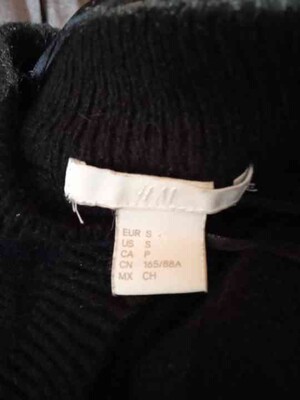 H&M
EUR S
US S
CA P
CN 165/88A
MX CH